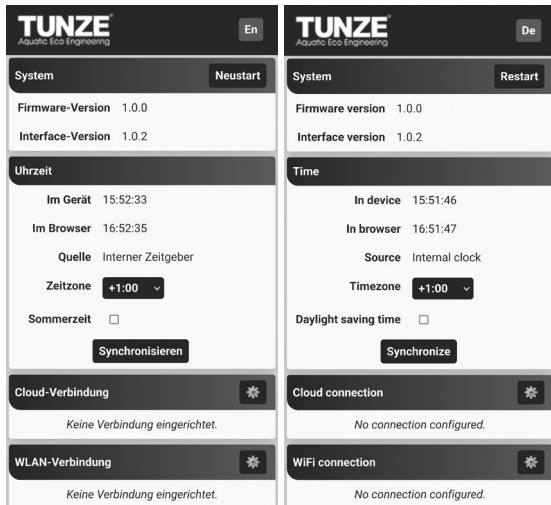 TUNZE®
Aquatic Eco Engineering
En
System
Neustart
Firmware-Version 1.0.0
Interface-Version 1.0.2
Uhrzeit
Im Gerät 15:52:33
Im Browser 16:52:35
Quelle Interner Zeitgeber
Zeitzone +1:00
Sommerzeit
Synchronisieren
Cloud-Verbindung
Keine Verbindung eingerichtet.
WLAN-Verbindung
Keine Verbindung eingerichtet.
TUNZE®
Aquatic Eco Engineering
De
System
Restart
Firmware version 1.0.0
Interface version 1.0.2
Time
In device 15:51:46
In browser 16:51:47
Source Internal clock
Timezone +1:00
Daylight saving time
Synchronize
Cloud connection
No connection configured.
WiFi connection
No connection configured.